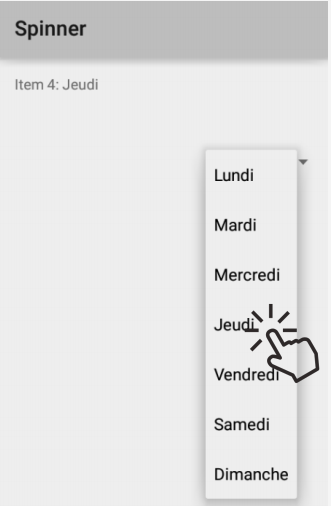 Spinner
Item 4: Jeudi
Lundi
Mardi
Mercredi
Jeudi
Vendredi
Samedi
Dimanche